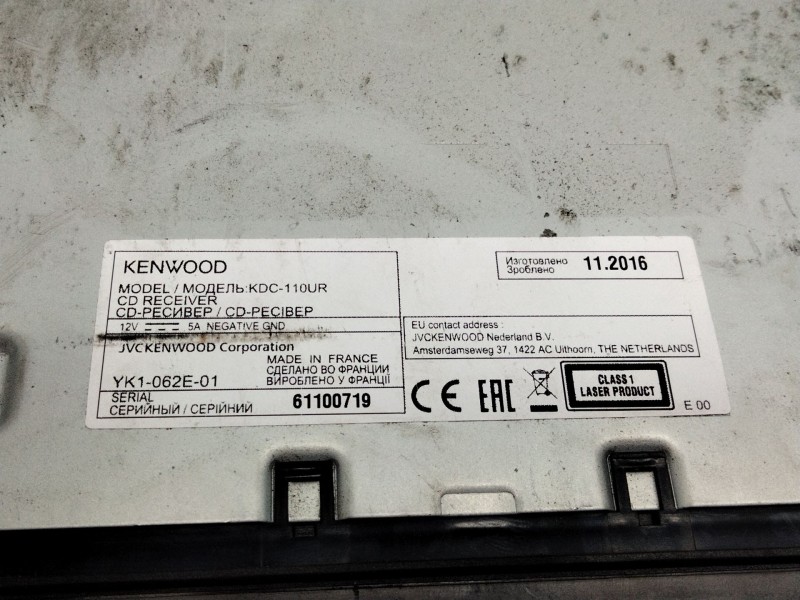 KENWOOD
MODEL / МОДЕЛЬ:KDC-110UR
CD RECEIVER
CD-РЕСИВЕР / CD-РЕСІВЕР
12V 5A NEGATIVE GND
JVCKENWOOD Corporation
MADE IN FRANCE
СДЕЛАНО ВО ФРАНЦИИ
YK1-062E-01
ВИРОБЛЕНО У ФРАНЦІЇ
SERIAL
СЕРИЙНЫЙ / СЕРІЙНИЙ
61100719
Изготовлено
Зроблено
11.2016
EU contact address :
JVCKENWOOD Nederland B.V.
Amsterdamseweg 37, 1422 AC Uithoorn, THE NETHERLANDS
CE EAC
CLASS 1
LASER PRODUCT
E 00